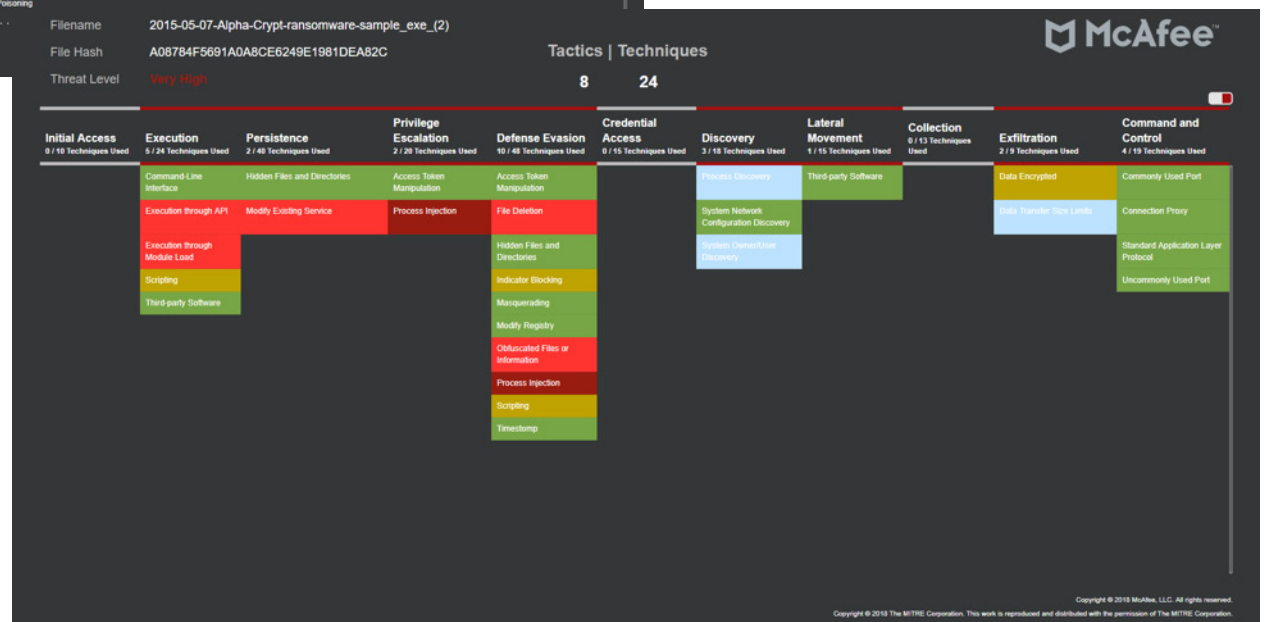 Poisoning
Filename 2015-05-07-Alpha-Crypt-ransomware-sample_exe_(2)
File Hash A08784F5691A0A8CE6249E1981DEA82C
Threat Level Very High
Tactics | Techniques
8 24
McAfee™
Initial Access
0 / 10 Techniques Used
Execution
5 / 24 Techniques Used
Command-Line
Interface
Execution through API
Execution through
Module Load
Scripting
Third-party Software
Persistence
2 / 40 Techniques Used
Hidden Files and Directories
Modify Existing Service
Privilege
Escalation
2 / 20 Techniques Used
Access Token
Manipulation
Process Injection
Defense Evasion
10 / 48 Techniques Used
Access Token
Manipulation
File Deletion
Hidden Files and
Directories
Indicator Blocking
Masquerading
Modify Registry
Obfuscated Files or
Information
Process Injection
Scripting
Timestomp
Credential
Access
0 / 15 Techniques Used
Discovery
3 / 18 Techniques Used
Process Discovery
System Network
Configuration Discovery
System Owner/User
Discovery
Lateral
Movement
1 / 15 Techniques Used
Third-party Software
Collection
0 / 13 Techniques
Used
Exfiltration
2 / 9 Techniques Used
Data Encrypted
Data Transfer Size Limits
Command and
Control
4 / 19 Techniques Used
Commonly Used Port
Connection Proxy
Standard Application Layer
Protocol
Uncommonly Used Port
Copyright © 2018 McAfee, LLC. All rights reserved.
Copyright © 2018 The MITRE Corporation. This work is reproduced and distributed with the permission of The MITRE Corporation.